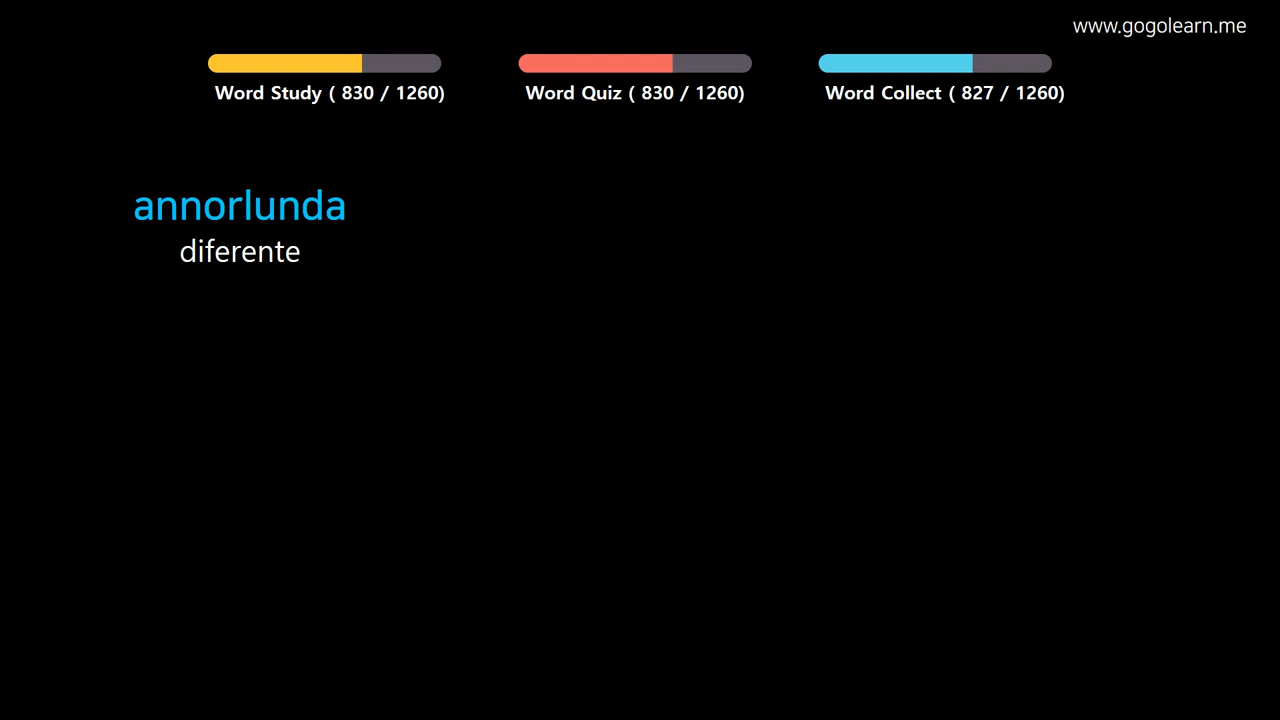 www.gogolearn.me
Word Study ( 830 / 1260)
Word Quiz ( 830 / 1260)
Word Collect ( 827 / 1260)
annorlunda
diferente